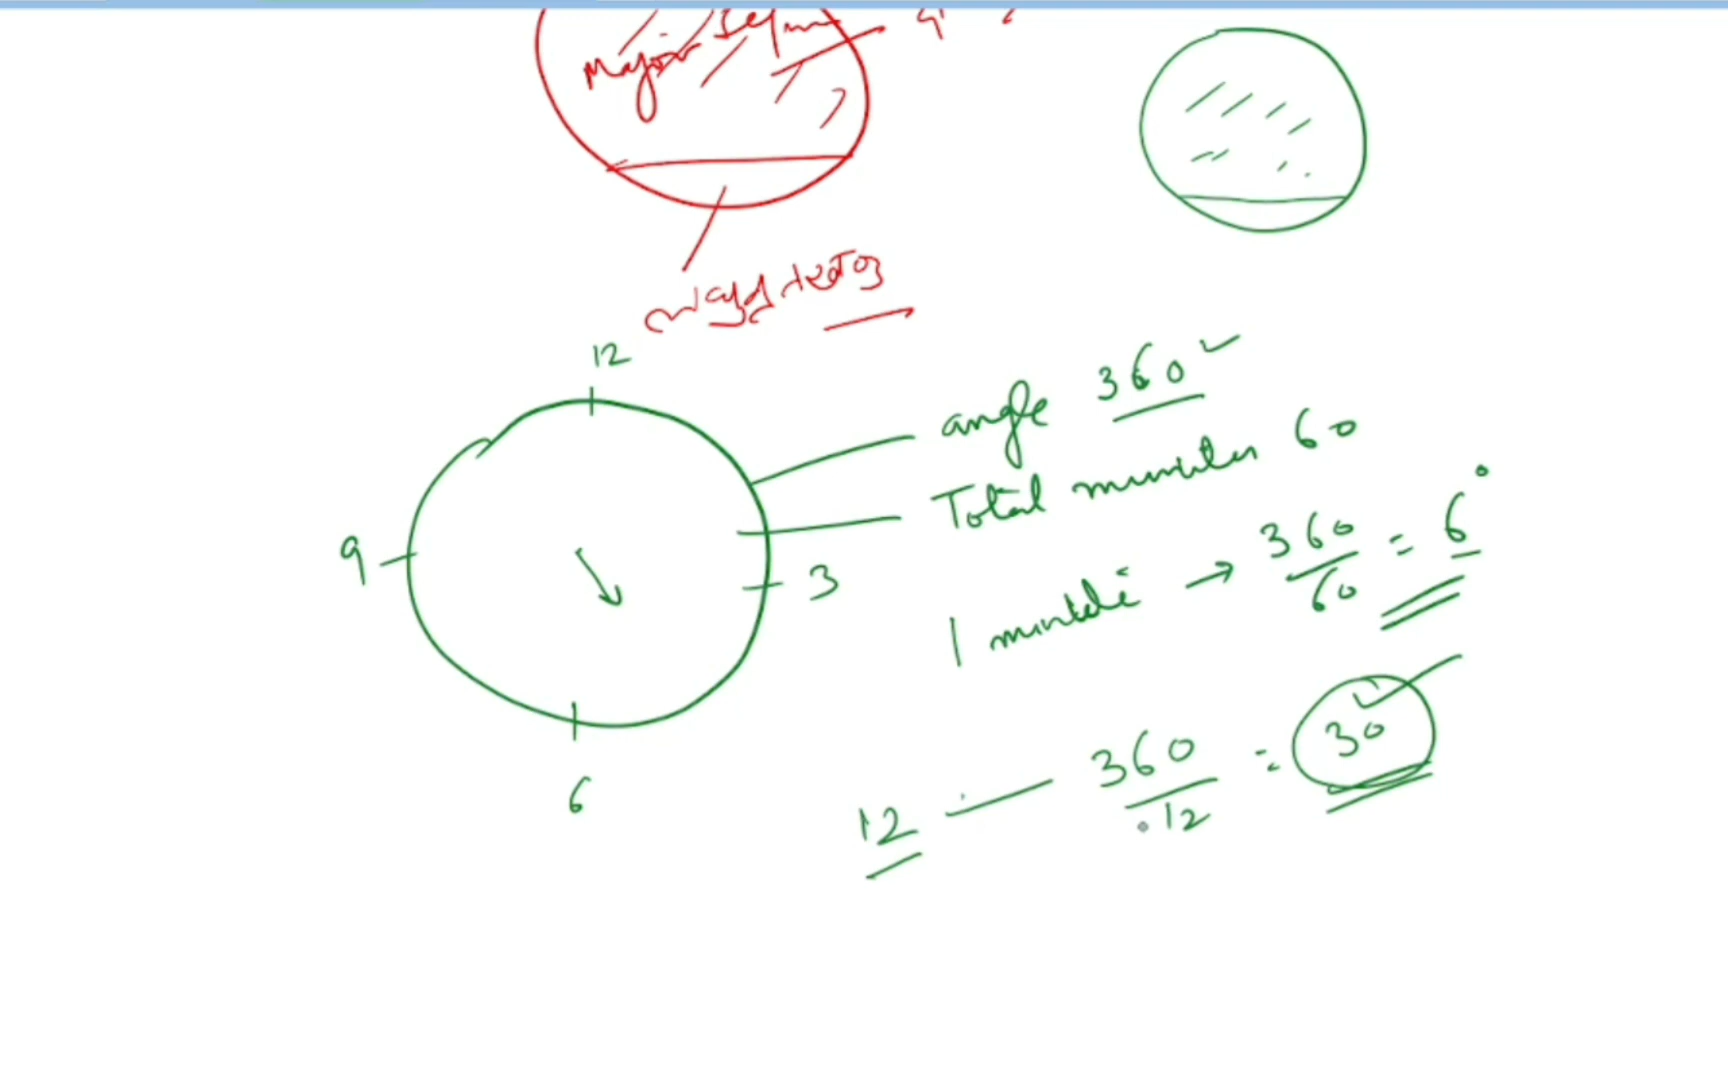 Major Segm
12
angle 360
Total minutes 60
9
3
1 minute → 360/60 = 6°
6
12 — 360/12 = 30